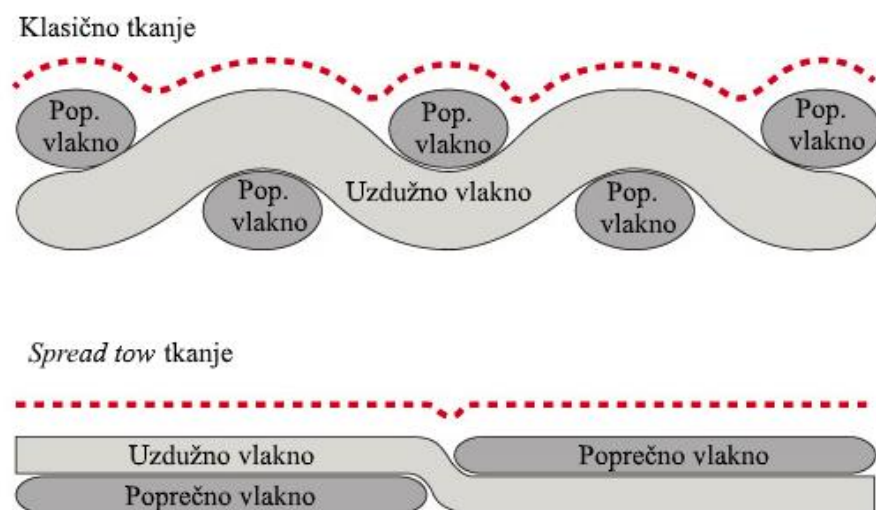 Klasično tkanje
Pop.
vlakno
Pop.
vlakno
Pop.
vlakno
Pop.
vlakno
Uzdužno vlakno
Pop.
vlakno
Spread tow tkanje
Uzdužno vlakno
Poprečno vlakno
Poprečno vlakno